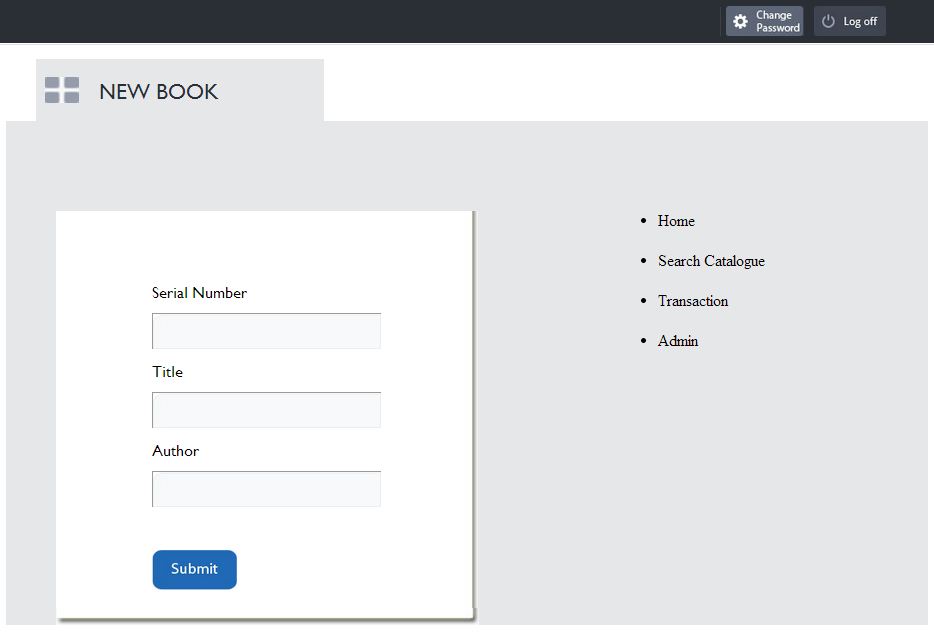 Change
Password
Log off
NEW BOOK
Serial Number
Title
Author
Submit
Home
Search Catalogue
Transaction
Admin